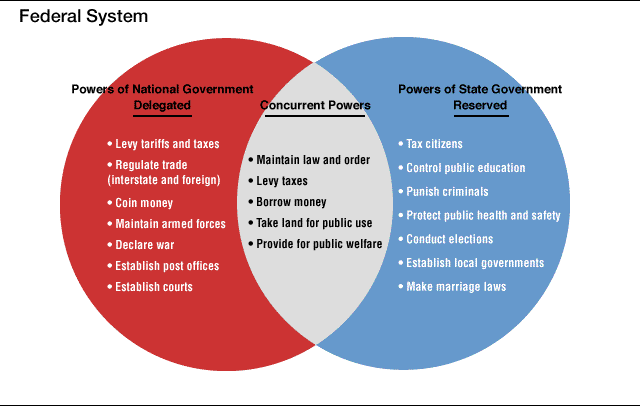 Federal System
Powers of National Government
Delegated
• Levy tariffs and taxes
• Regulate trade
(interstate and foreign)
• Coin money
• Maintain armed forces
• Declare war
• Establish post offices
• Establish courts
Concurrent Powers
• Maintain law and order
• Levy taxes
• Borrow money
• Take land for public use
• Provide for public welfare
Powers of State Government
Reserved
• Tax citizens
• Control public education
• Punish criminals
• Protect public health and safety
• Conduct elections
• Establish local governments
• Make marriage laws